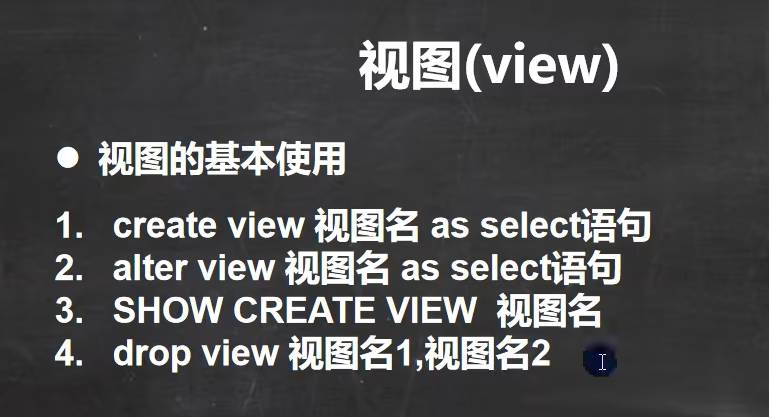 视图(view)
● 视图的基本使用
1. create view 视图名 as select语句
2. alter view 视图名 as select语句
3. SHOW CREATE VIEW 视图名
4. drop view 视图名1,视图名2